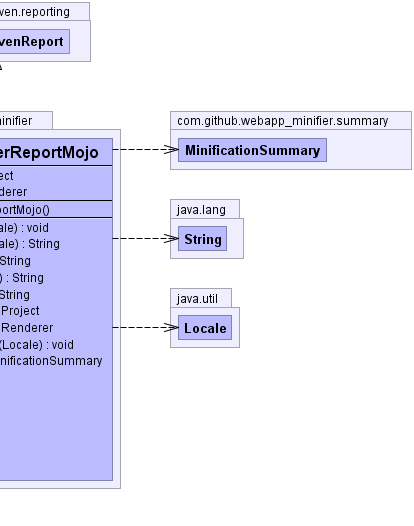 ven.reporting
venReport
inifier
erReportMojo
ect
derer
ortMojo()
ale) : void
ale) : String
String
) : String
String
Project
Renderer
(Locale) : void
nificationSummary
com.github.webapp_minifier.summary
MinificationSummary
java.lang
String
java.util
Locale